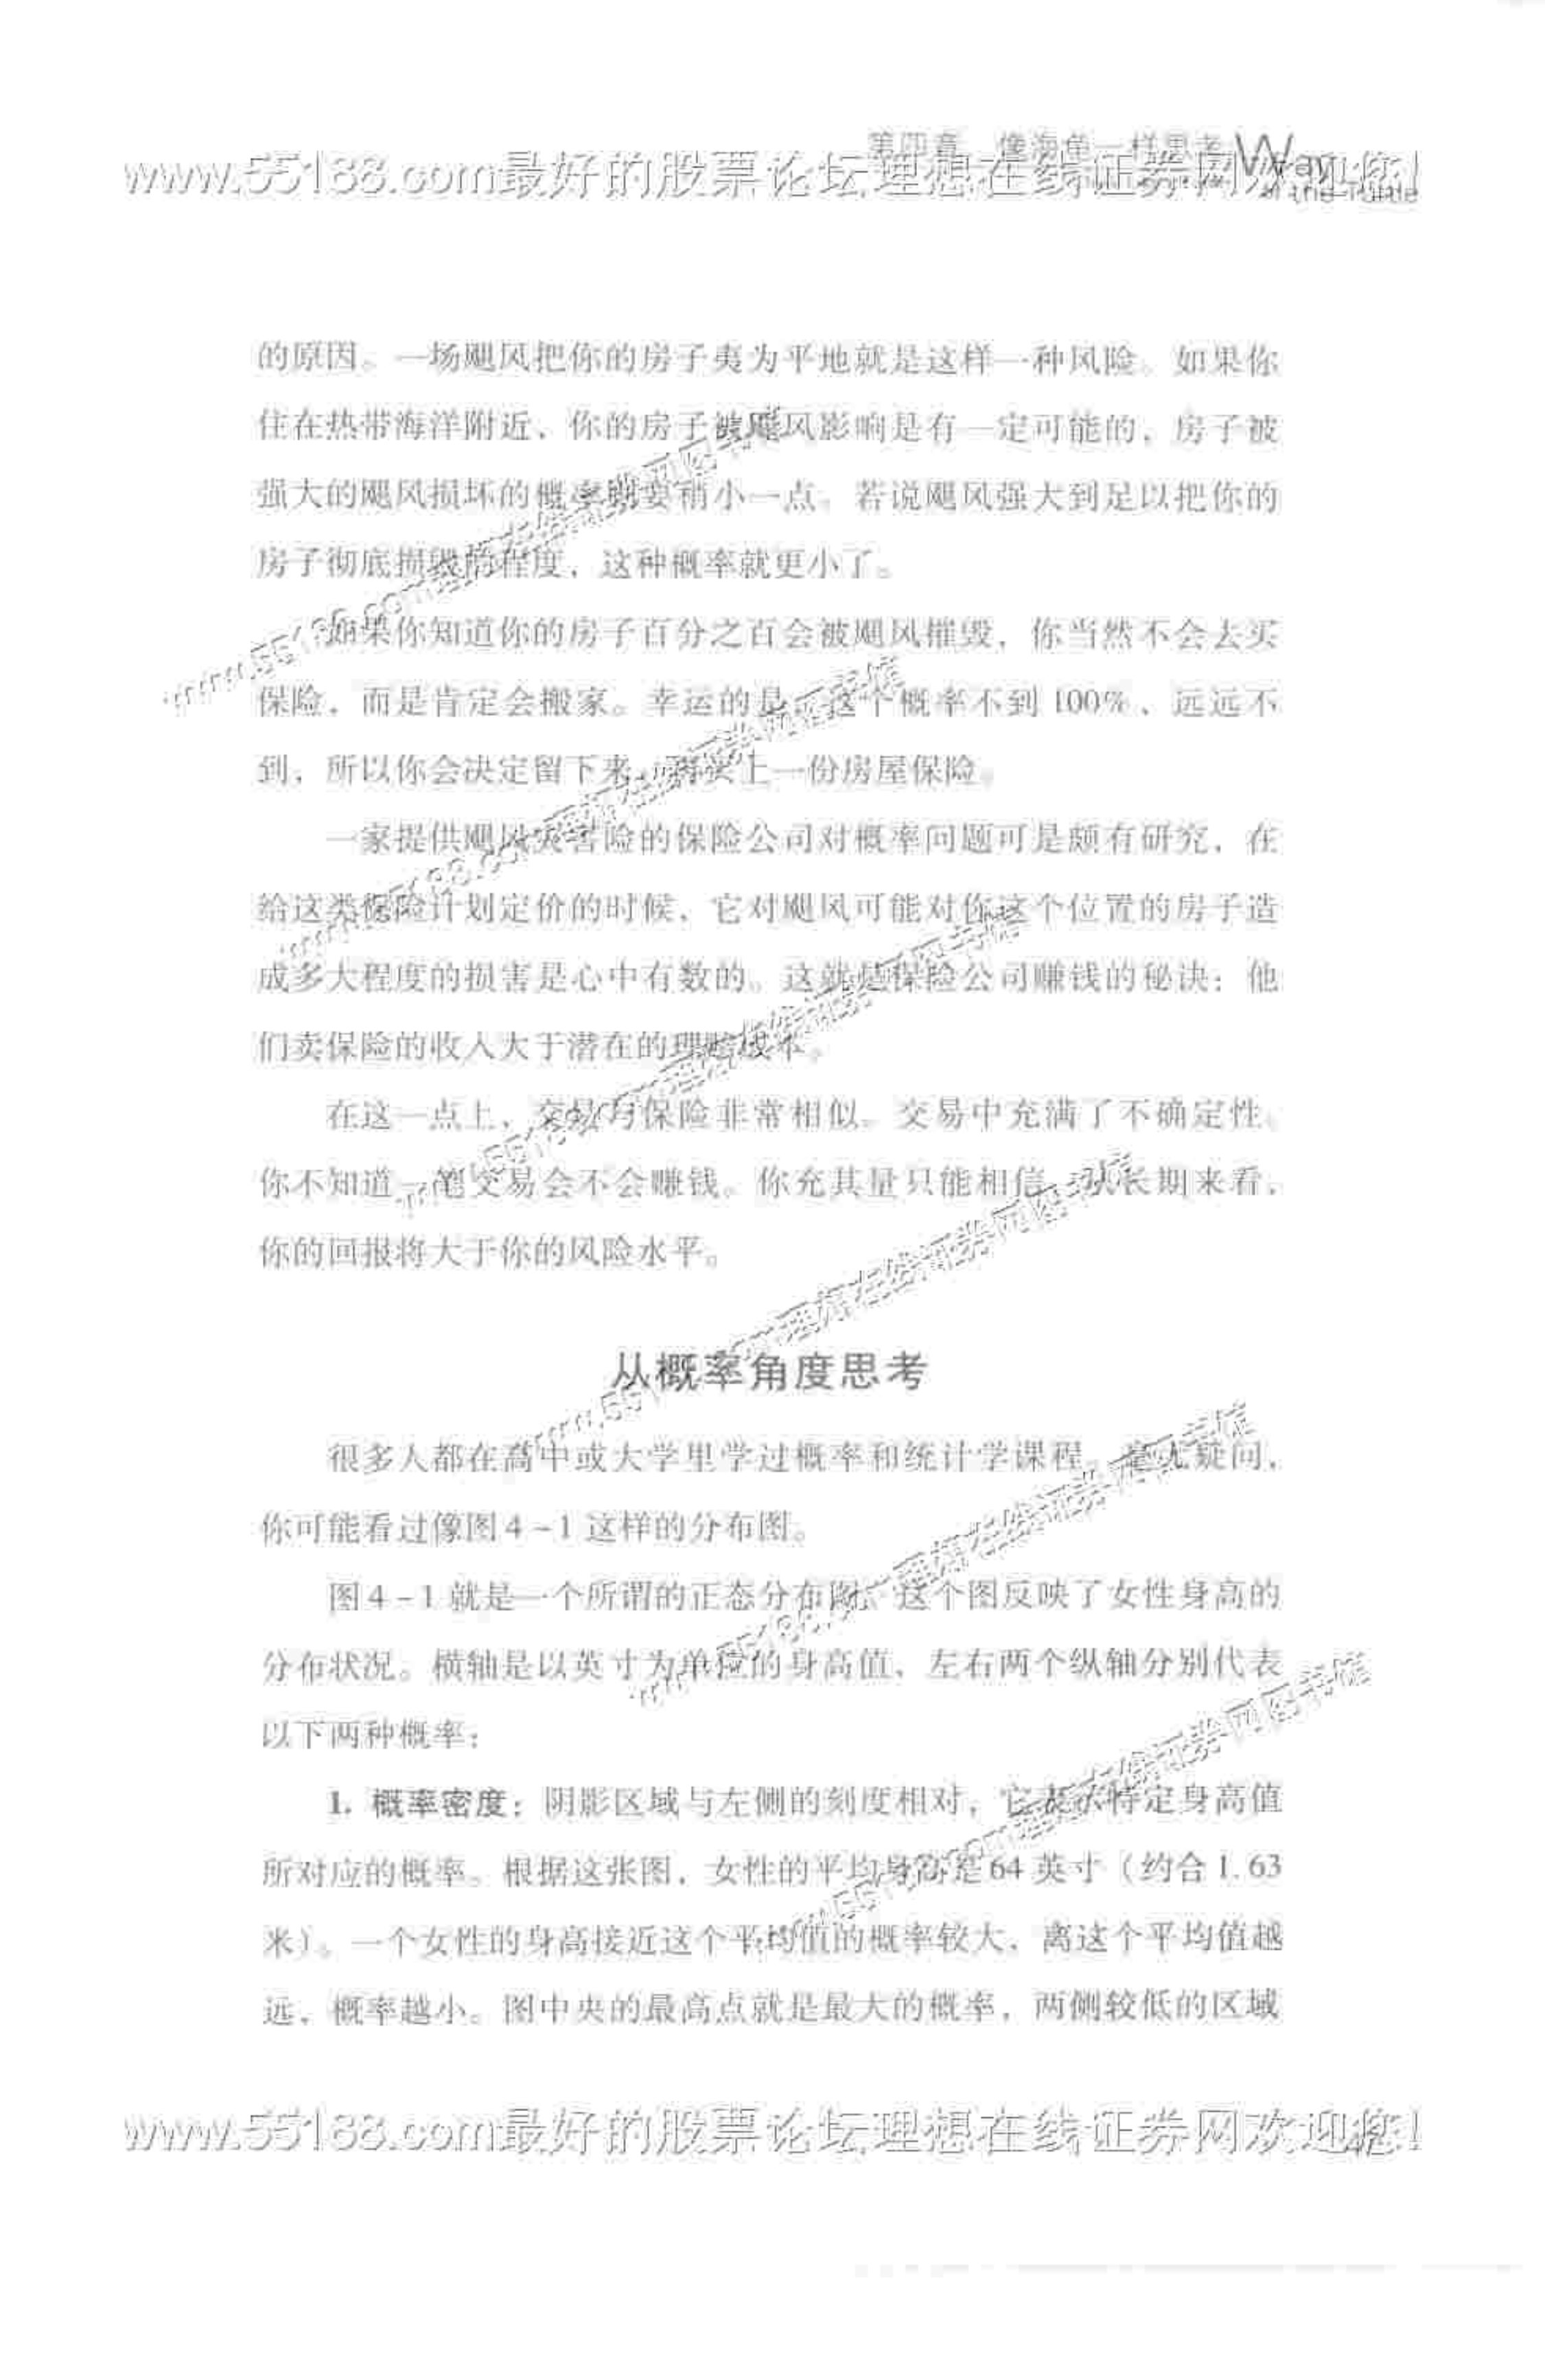 第四章 像海龟一样思考 Way
of the Turtle
www.55188.com最好的股票论坛理想在线证券网欢迎您!
的原因。一场飓风把你的房子夷为平地就是这样一种风险。如果你
住在热带海洋附近,你的房子被飓风影响是有一定可能的,房子被
强大的飓风损坏的概率则要稍小一点。若说飓风强大到足以把你的
房子彻底损毁的程度,这种概率就更小了。
如果你知道你的房子百分之百会被飓风摧毁,你当然不会去买
保险,而是肯定会搬家。幸运的是,这个概率不到100%,远远不
到,所以你会决定留下来,再买上一份房屋保险。
一家提供飓风灾害险的保险公司对概率问题可是颇有研究,在
给这类保险计划定价的时候,它对飓风可能对你这个位置的房子造
成多大程度的损害是心中有数的。这就是保险公司赚钱的秘诀:他
们卖保险的收入大于潜在的理赔成本。
在这一点上,交易与保险非常相似。交易中充满了不确定性。
你不知道一笔交易会不会赚钱。你充其量只能相信,从长期来看,
你的回报将大于你的风险水平。
从概率角度思考
很多人都在高中或大学里学过概率和统计学课程。毫无疑问,
你可能看过像图4-1这样的分布图。
图4-1就是一个所谓的正态分布图。这个图反映了女性身高的
分布状况。横轴是以英寸为单位的身高值,左右两个纵轴分别代表
以下两种概率:
1. 概率密度:阴影区域与左侧的刻度相对,它表示特定身高值
所对应的概率。根据这张图,女性的平均身高是64英寸(约合1.63
米)。一个女性的身高接近这个平均值的概率较大,离这个平均值越
远,概率越小。图中央的最高点就是最大的概率,两侧较低的区域
www.55188.com最好的股票论坛理想在线证券网欢迎您!